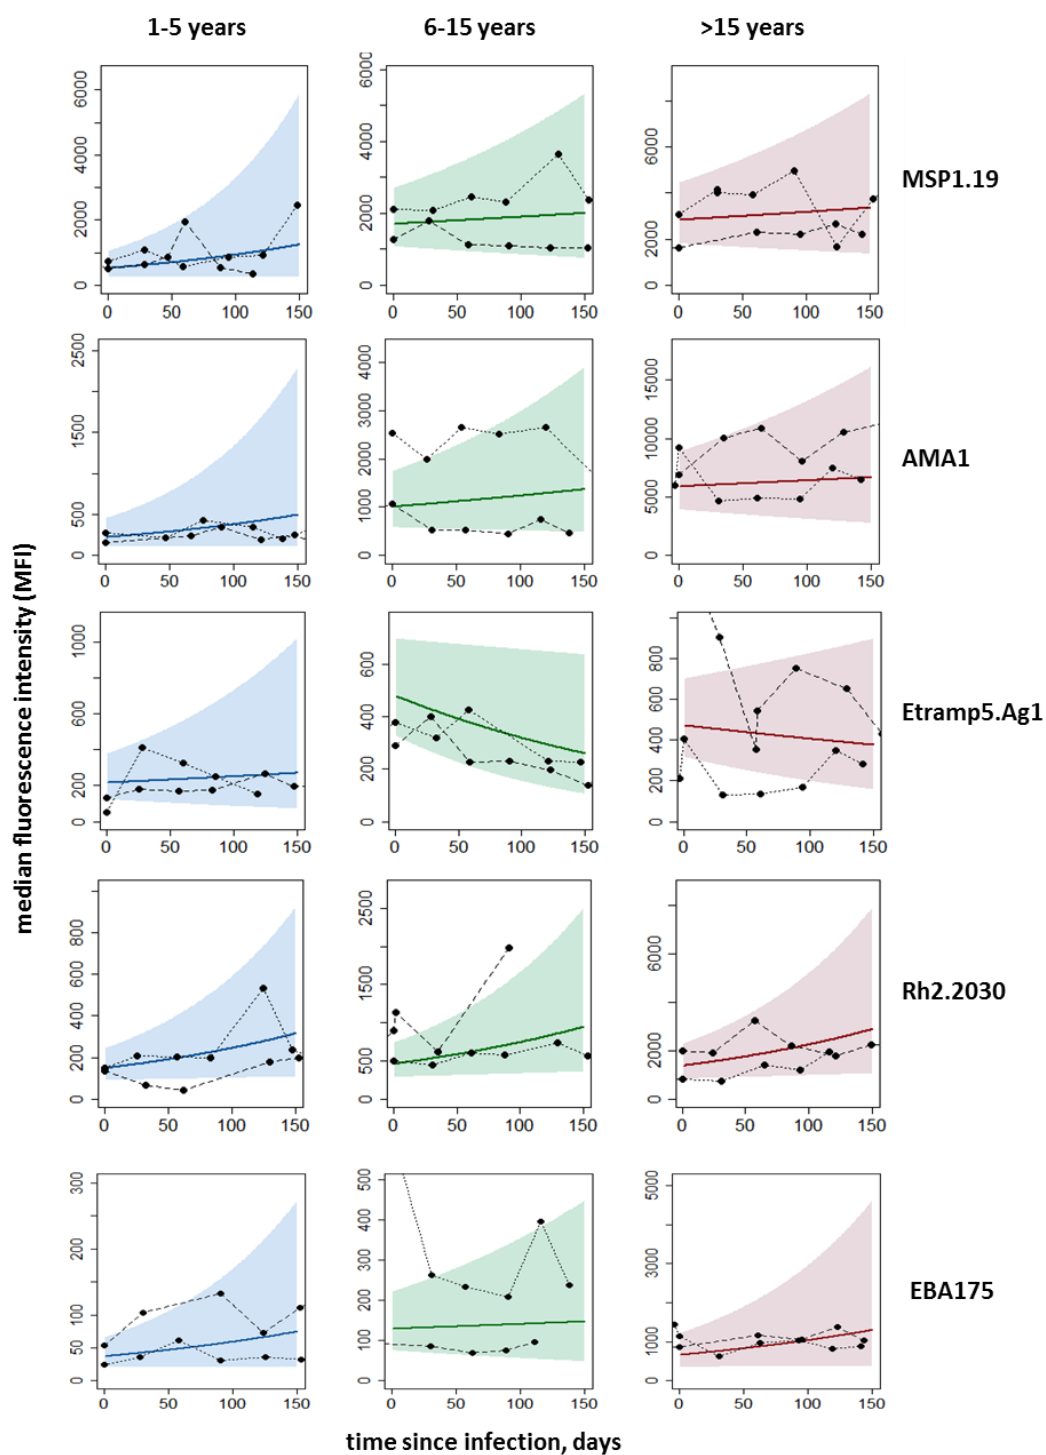 1-5 years 6-15 years >15 years
6000 4000 2000 0
0 50 100 150
6000 4000 2000 0
0 50 100 150
6000 2000 0
0 50 100 150
MSP1.19
2500 1500 500 0
0 50 100 150
4000 3000 2000 1000 0
0 50 100 150
15000 10000 5000 0
0 50 100 150
AMA1
median fluorescence intensity (MFI)
1000 600 200 0
0 50 100 150
600 400 200 0
0 50 100 150
800 600 400 200 0
0 50 100 150
Etramp5.Ag1
800 600 400 200 0
0 50 100 150
2500 1500 500 0
0 50 100 150
6000 2000 0
0 50 100 150
Rh2.2030
300 200 100 50 0
0 50 100 150
500 400 300 200 100 0
0 50 100 150
5000 3000 1000 0
0 50 100 150
EBA175
time since infection, days